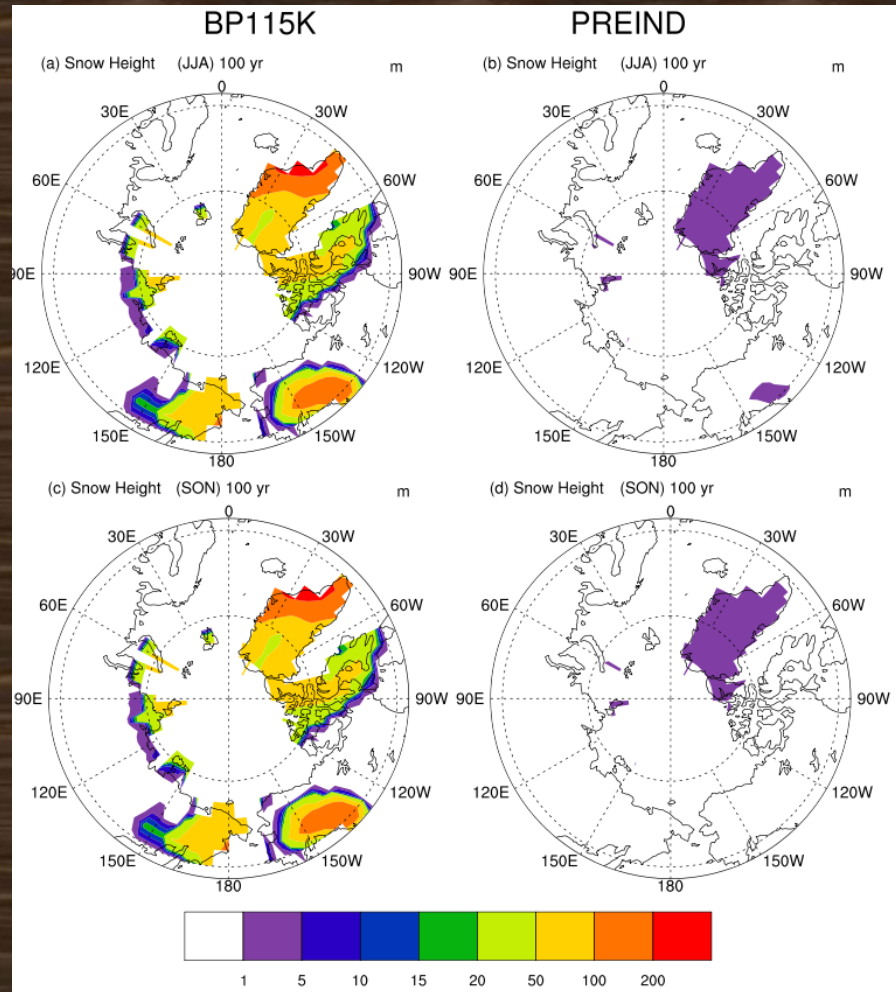 BP115K PREIND
(a) Snow Height (JJA) 100 yr m
(b) Snow Height (JJA) 100 yr m
0
30E 30W
60E 60W
90E 90W
120E 120W
150E 150W
180
0
30E 30W
60E 60W
90E 90W
120E 120W
150E 150W
180
(c) Snow Height (SON) 100 yr m
(d) Snow Height (SON) 100 yr m
0
30E 30W
60E 60W
90E 90W
120E 120W
150E 150W
180
0
30E 30W
60E 60W
90E 90W
120E 120W
150E 150W
180
1 5 10 15 20 50 100 200